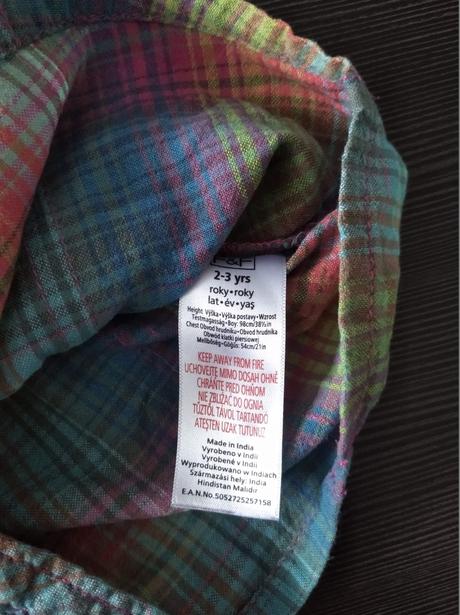 F&F
2-3 yrs
roky•roky
lat•év•yaş
Height Výška•Výška postavy•Wzrost
Testmagasság•Boy: 98cm/38½in
Chest Obvod hrudníku•Obvod hrudníka
Obwód klatki piersiowej
Mellbőség•Göğüs: 54cm/21in
KEEP AWAY FROM FIRE
UCHOVEJTE MIMO DOSAH OHNĚ
CHRÁŇTE PRED OHŇOM
NIE ZBLIŻAĆ DO OGNIA
TŰZTŐL TÁVOL TARTANDÓ
ATEŞTEN UZAK TUTUNUZ
Made in India
Vyrobeno v Indii
Vyrobené v Indii
Wyprodukowano w Indiach
Származási hely: India
Hindistan Malıdır
E.A.N.No.5052725257158